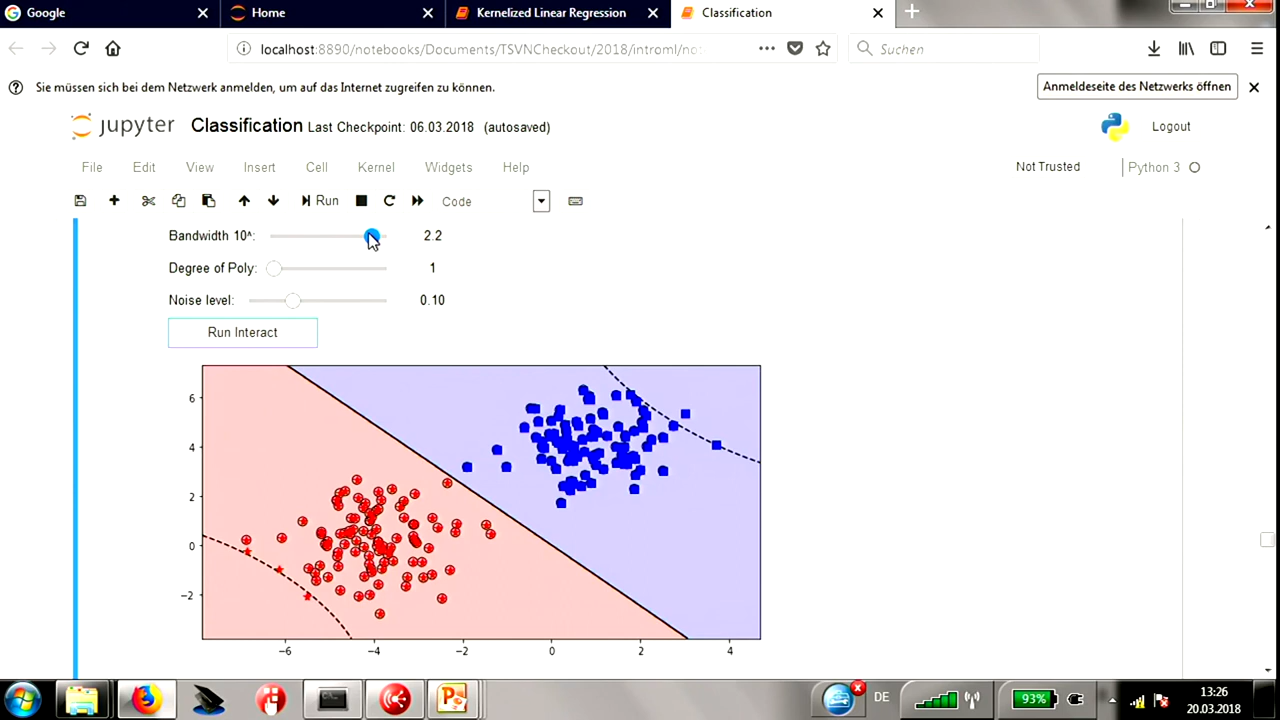 Google
Home
Kernelized Linear Regression
Classification
localhost:8890/notebooks/Documents/TSVNCheckout/2018/introml/no
Suchen
Sie müssen sich bei dem Netzwerk anmelden, um auf das Internet zugreifen zu können.
Anmeldeseite des Netzwerks öffnen
jupyter Classification Last Checkpoint: 06.03.2018 (autosaved)
Logout
File Edit View Insert Cell Kernel Widgets Help
Not Trusted
Python 3
Run
Code
Bandwidth 10^: 2.2
Degree of Poly: 1
Noise level: 0.10
Run Interact
6
4
2
0
−2
−6 −4 −2 0 2 4
DE
93%
13:26
20.03.2018